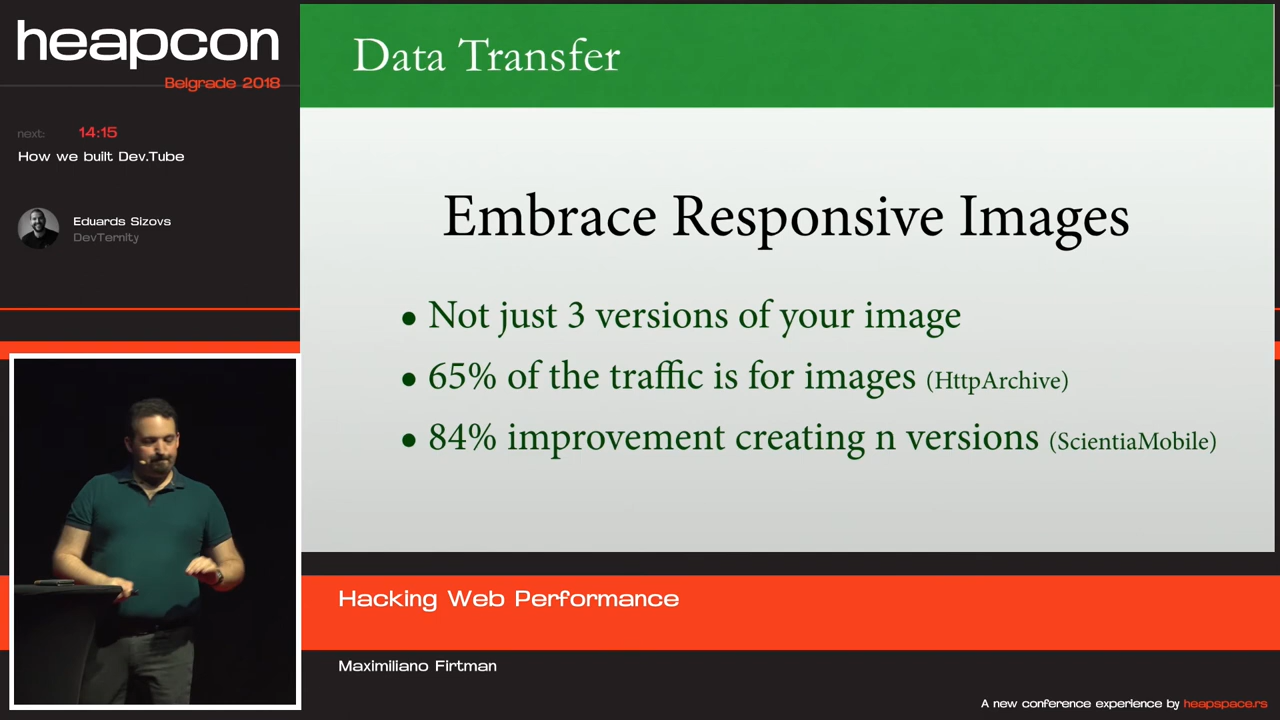 heapcon
Belgrade 2018
next: 14:15
How we built Dev.Tube
Eduards Sizovs
DevTernity
Data Transfer
Embrace Responsive Images
• Not just 3 versions of your image
• 65% of the traffic is for images (HttpArchive)
• 84% improvement creating n versions (ScientiaMobile)
Hacking Web Performance
Maximiliano Firtman
A new conference experience by heapspace.rs